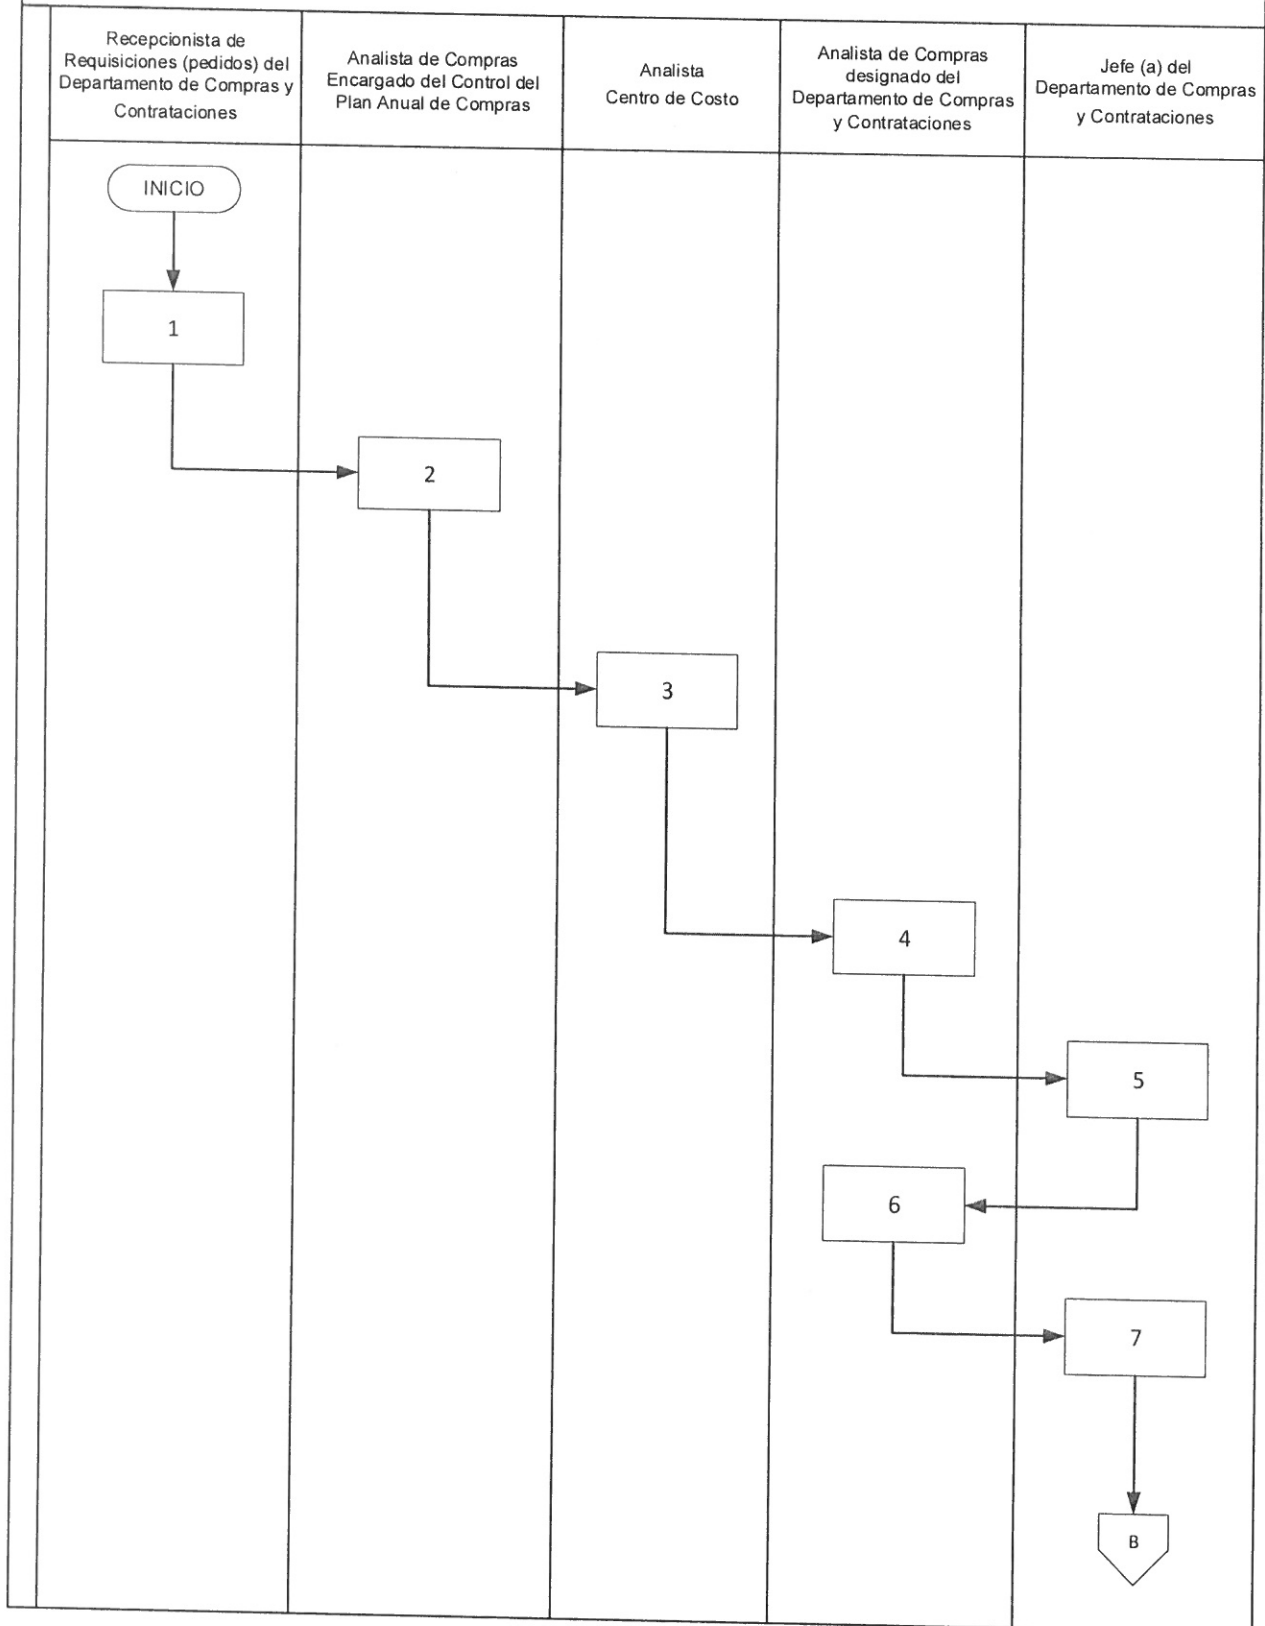 Recepcionista de
Requisiciones (pedidos) del
Departamento de Compras y
Contrataciones
Analista de Compras
Encargado del Control del
Plan Anual de Compras
Analista
Centro de Costo
Analista de Compras
designado del
Departamento de Compras
y Contrataciones
Jefe (a) del
Departamento de Compras
y Contrataciones
INICIO
1
2
3
4
5
6
7
B